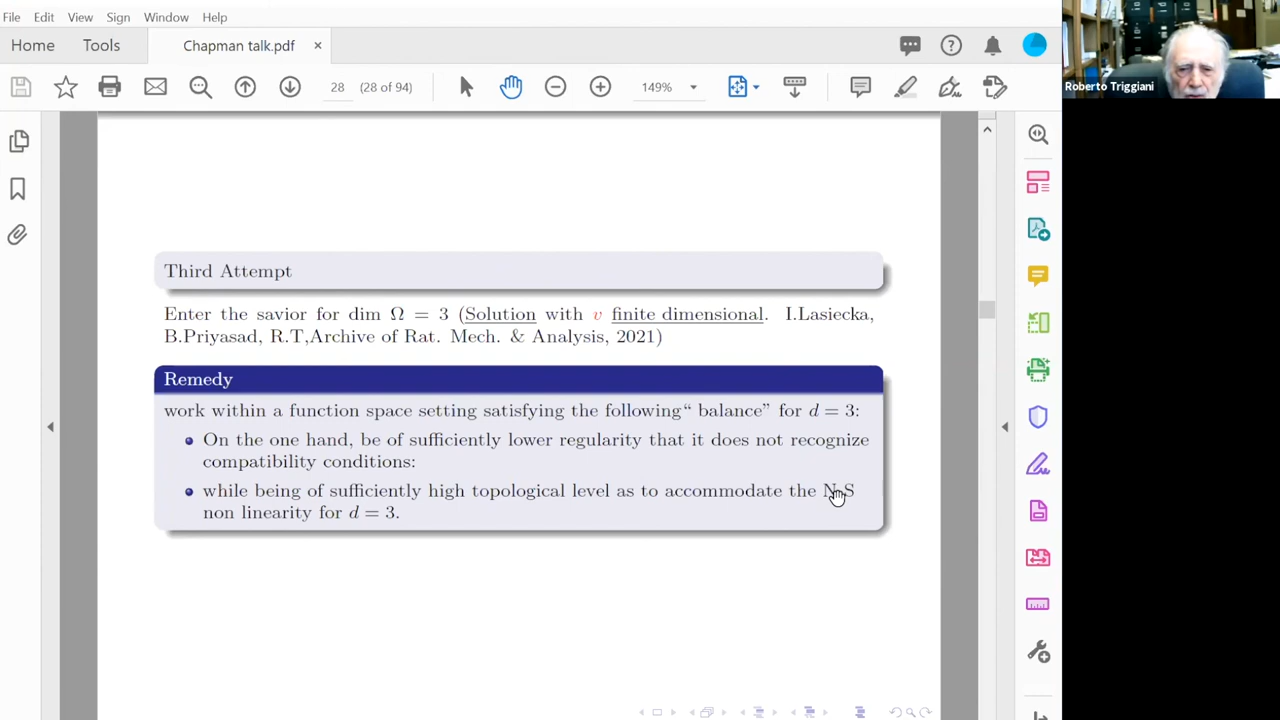 File Edit View Sign Window Help
Home Tools Chapman talk.pdf ×
28 (28 of 94) 149%
Roberto Triggiani
Third Attempt
Enter the savior for dim Ω = 3 (Solution with v finite dimensional. I.Lasiecka,
B.Priyasad, R.T,Archive of Rat. Mech. & Analysis, 2021)
Remedy
work within a function space setting satisfying the following“ balance” for d = 3:
On the one hand, be of sufficiently lower regularity that it does not recognize
compatibility conditions:
while being of sufficiently high topological level as to accommodate the N-S
non linearity for d = 3.